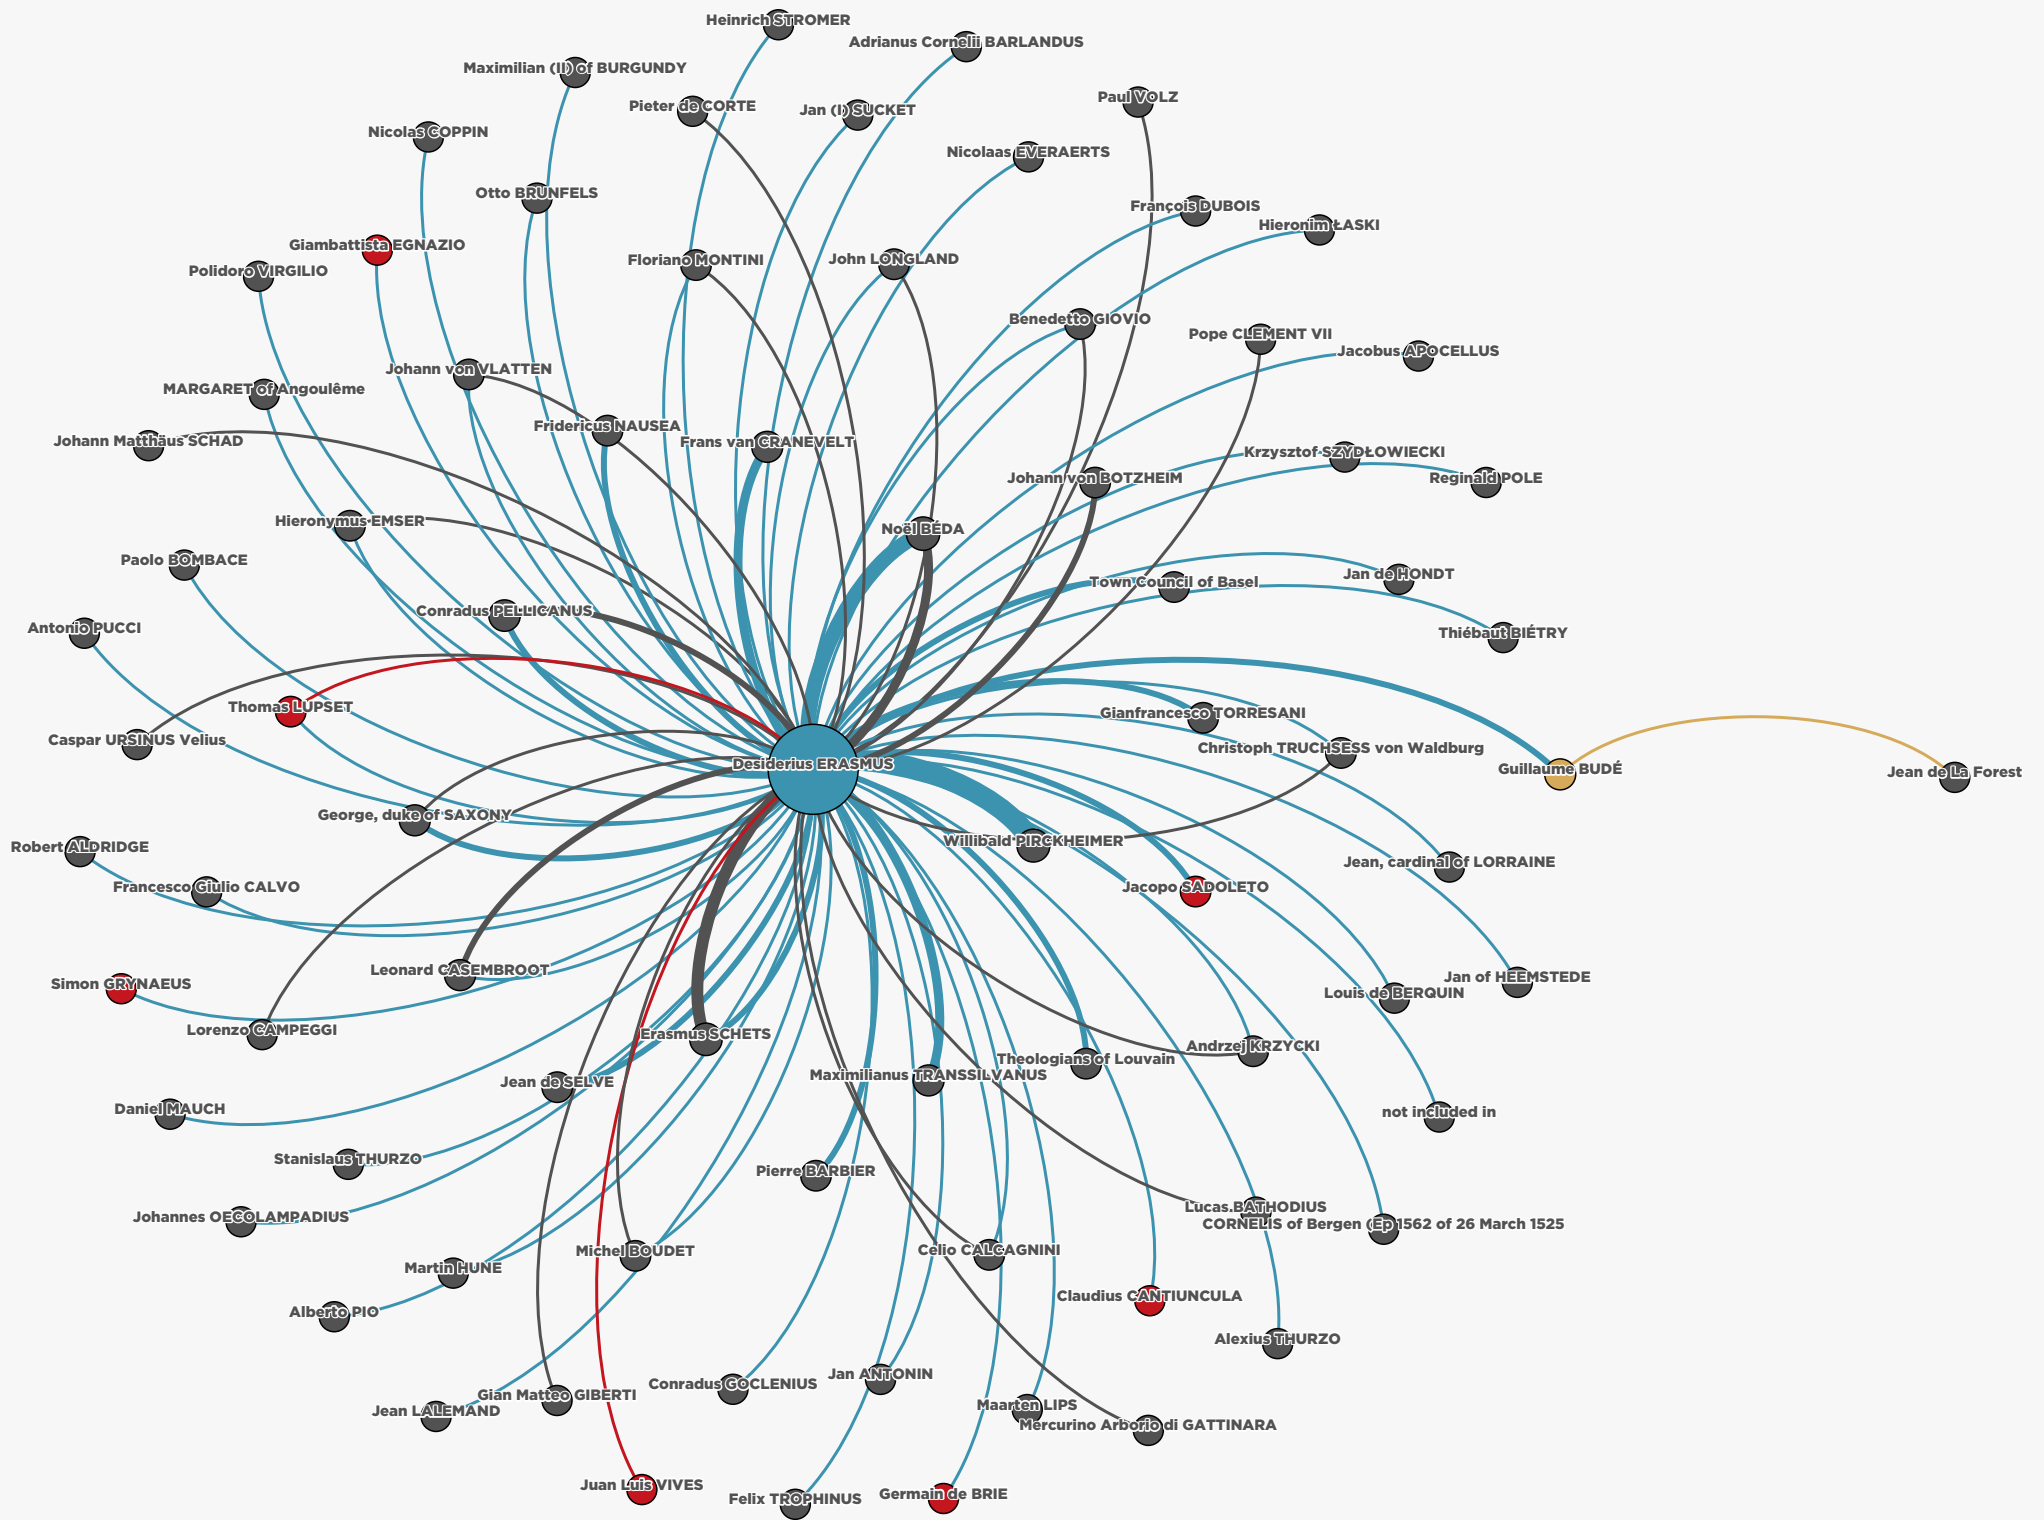 Heinrich STROMER
Adrianus Cornelii BARLANDUS
Maximilian (II) of BURGUNDY
Pieter de CORTE
Jan (I) SUCKET
Paul VOLZ
Nicolas COPPIN
Nicolaas EVERAERTS
Otto BRUNFELS
François DUBOIS
Hieronim ŁASKI
Giambattista EGNAZIO
Polidoro VIRGILIO
Floriano MONTINI
John LONGLAND
Benedetto GIOVIO
Pope CLEMENT VII
Jacobus APOCELLUS
Johann von VLATTEN
MARGARET of Angoulême
Fridericus NAUSEA
Johann Matthäus SCHAD
Frans van CRANEVELT
Krzysztof SZYDŁOWIECKI
Johann von BOTZHEIM
Reginald POLE
Hieronymus EMSER
Noël BÉDA
Paolo BOMBACE
Jan de HONDT
Town Council of Basel
Conradus PELLICANUS
Antonio PUCCI
Thiébaut BIÉTRY
Thomas LUPSET
Gianfrancesco TORRESANI
Caspar URSINUS Velius
Christoph TRUCHSESS von Waldburg
Desiderius ERASMUS
Guillaume BUDÉ
Jean de La Forest
George, duke of SAXONY
Willibald PIRCKHEIMER
Robert ALDRIDGE
Jean, cardinal of LORRAINE
Francesco Giulio CALVO
Jacopo SADOLETO
Leonard CASEMBROOT
Jan of HEEMSTEDE
Simon GRYNAEUS
Louis de BERQUIN
Lorenzo CAMPEGGI
Erasmus SCHETS
Andrzej KRZYCKI
Theologians of Louvain
Maximilianus TRANSSILVANUS
Jean de SELVE
Daniel MAUCH
not included in
Stanislaus THURZO
Pierre BARBIER
Lucas.BATHODIUS
Johannes OECOLAMPADIUS
CORNELIS of Bergen (Ep 1562 of 26 March 1525
Michel BOUDET
Celio CALCAGNINI
Martin HUNE
Claudius CANTIUNCULA
Alberto PIO
Alexius THURZO
Jan ANTONIN
Conradus GOCLENIUS
Gian Matteo GIBERTI
Maarten LIPS
Jean LALEMAND
Mercurino Arborio di GATTINARA
Juan Luis VIVES
Germain de BRIE
Felix TROPHINUS